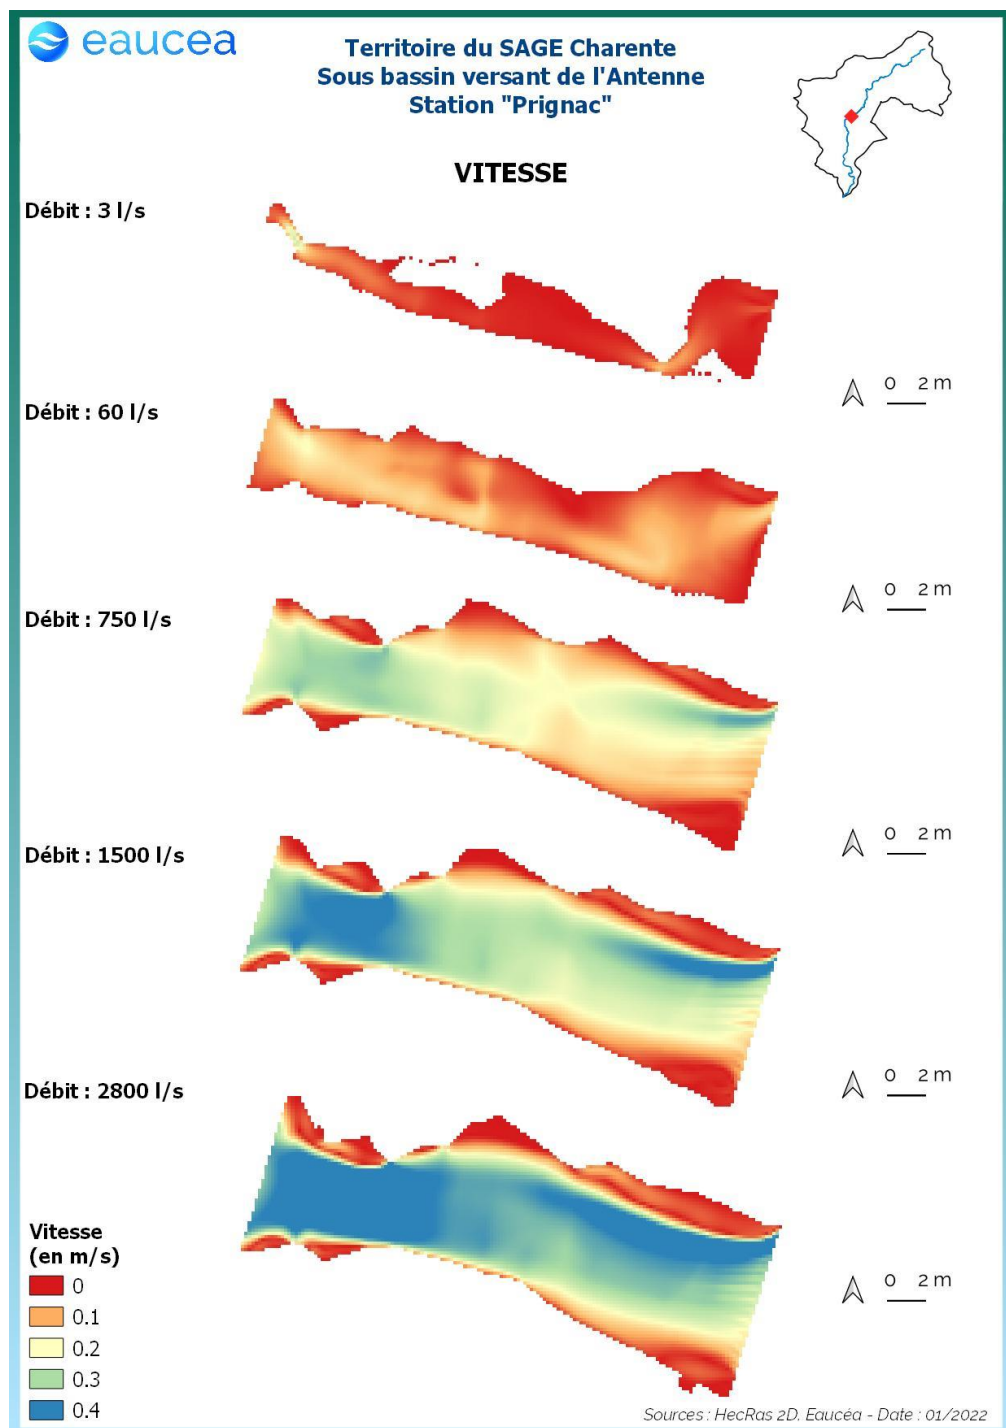 eaucea
Territoire du SAGE Charente
Sous bassin versant de l'Antenne
Station "Prignac"
VITESSE
Débit : 3 l/s
0 2 m
Débit : 60 l/s
0 2 m
Débit : 750 l/s
0 2 m
Débit : 1500 l/s
0 2 m
Débit : 2800 l/s
0 2 m
Vitesse
(en m/s)
0
0.1
0.2
0.3
0.4
Sources : HecRas 2D. Eaucéa - Date : 01/2022